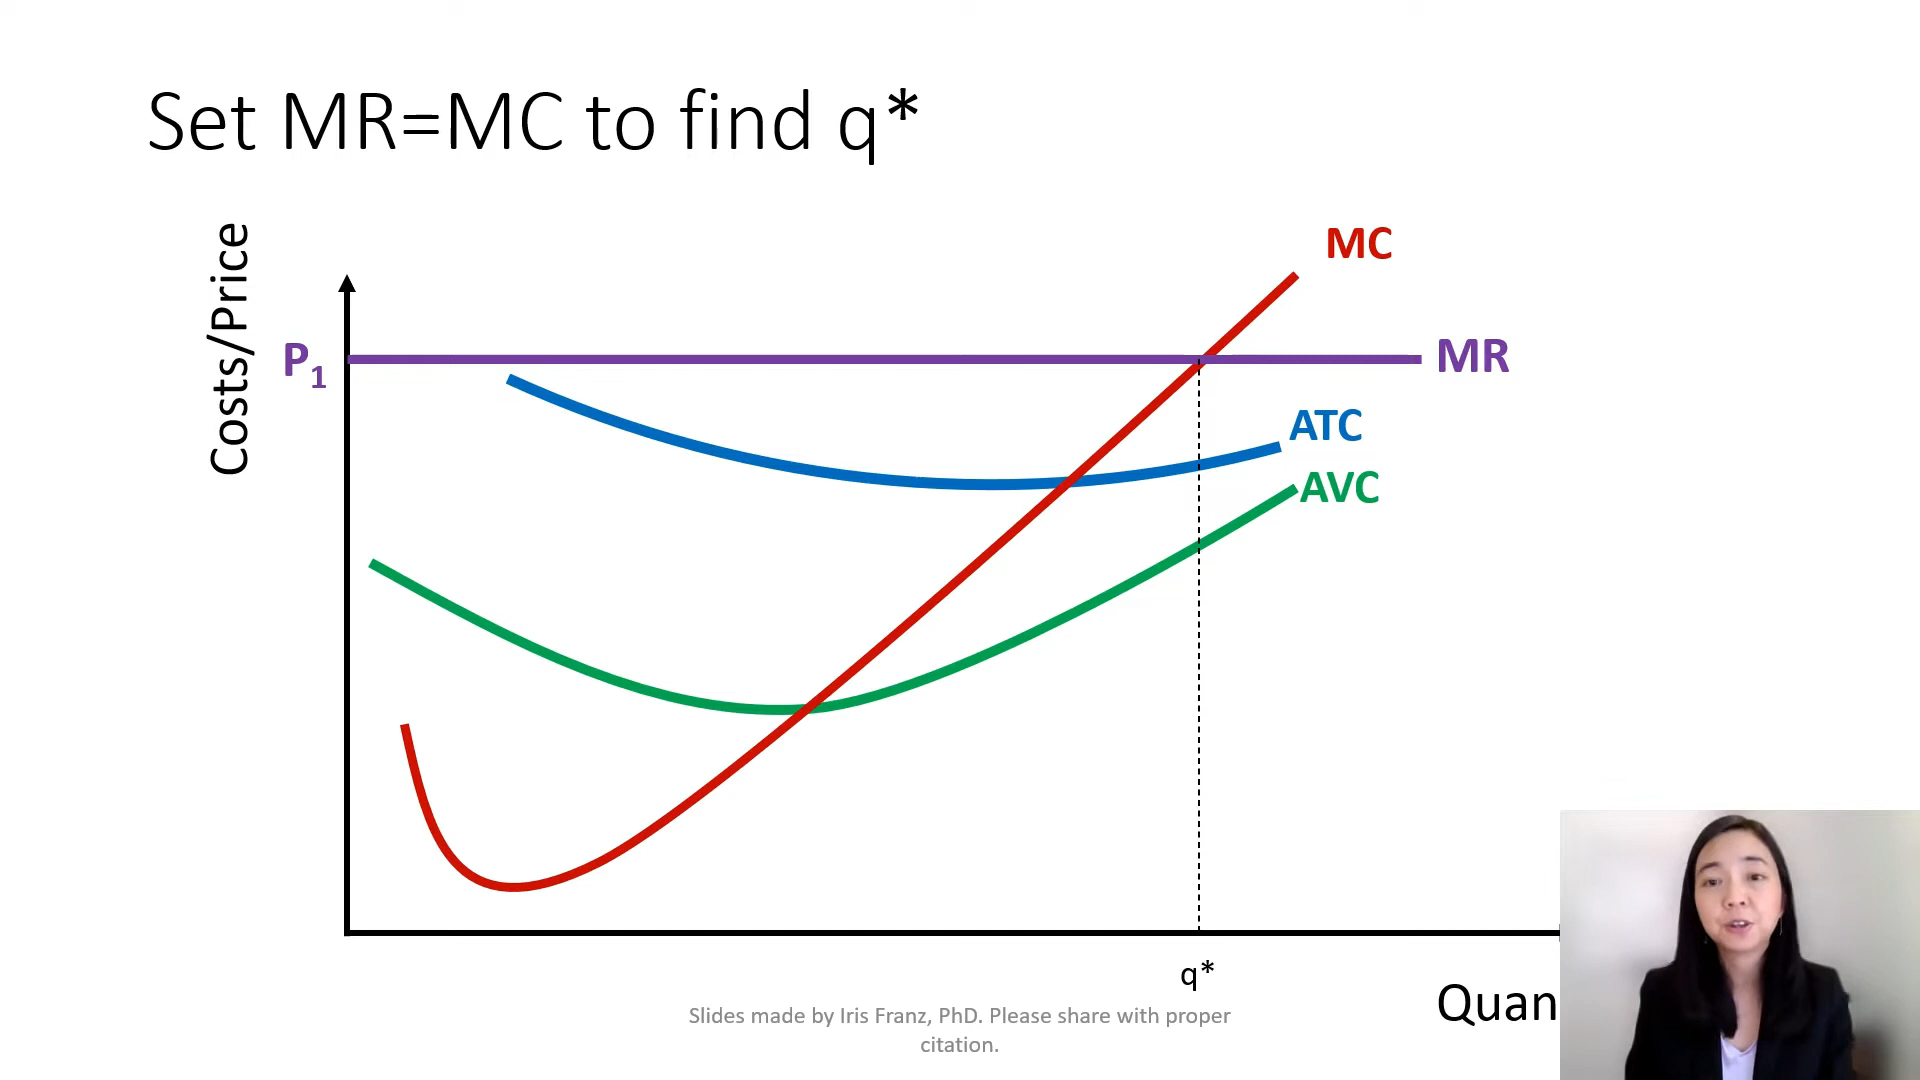 Set MR=MC to find q*
Costs/Price
MC
P1
MR
ATC
AVC
q*
Quan
Slides made by Iris Franz, PhD. Please share with proper
citation.